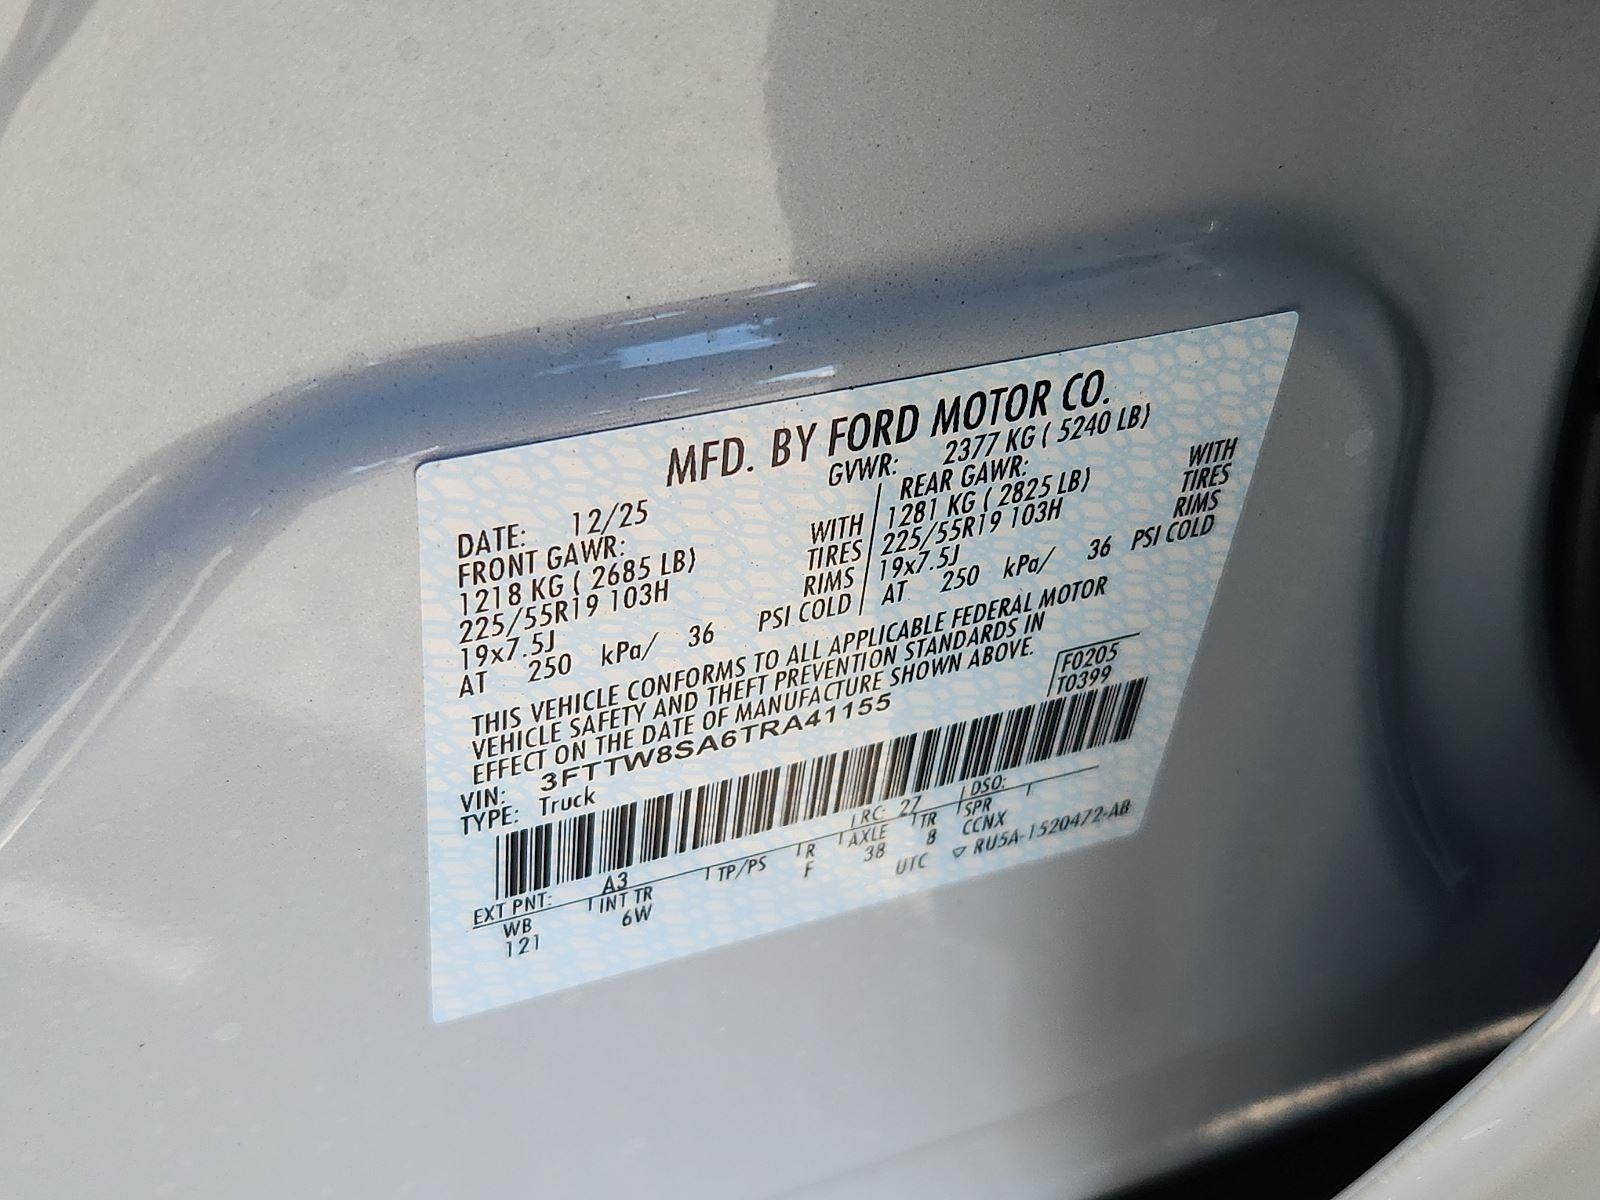 MFD. BY FORD MOTOR CO.
DATE: 12/25
GVWR: 2377 KG ( 5240 LB)
FRONT GAWR:
1218 KG ( 2685 LB) WITH
225/55R19 103H TIRES
19x7.5J RIMS
AT 250 kPa/ 36 PSI COLD
REAR GAWR:
1281 KG ( 2825 LB) WITH
225/55R19 103H TIRES
19x7.5J RIMS
AT 250 kPa/ 36 PSI COLD
THIS VEHICLE CONFORMS TO ALL APPLICABLE FEDERAL MOTOR
VEHICLE SAFETY AND THEFT PREVENTION STANDARDS IN
EFFECT ON THE DATE OF MANUFACTURE SHOWN ABOVE.
F0205
T0399
VIN: 3FTTW8SA6TRA41155
TYPE: Truck
EXT PNT: A3 RC: 27 DSO:
WB INT TR TP/PS R AXLE TR SPR
121 6W F 38 8 CCNX
UTC ▽ RU5A-1520472-AB